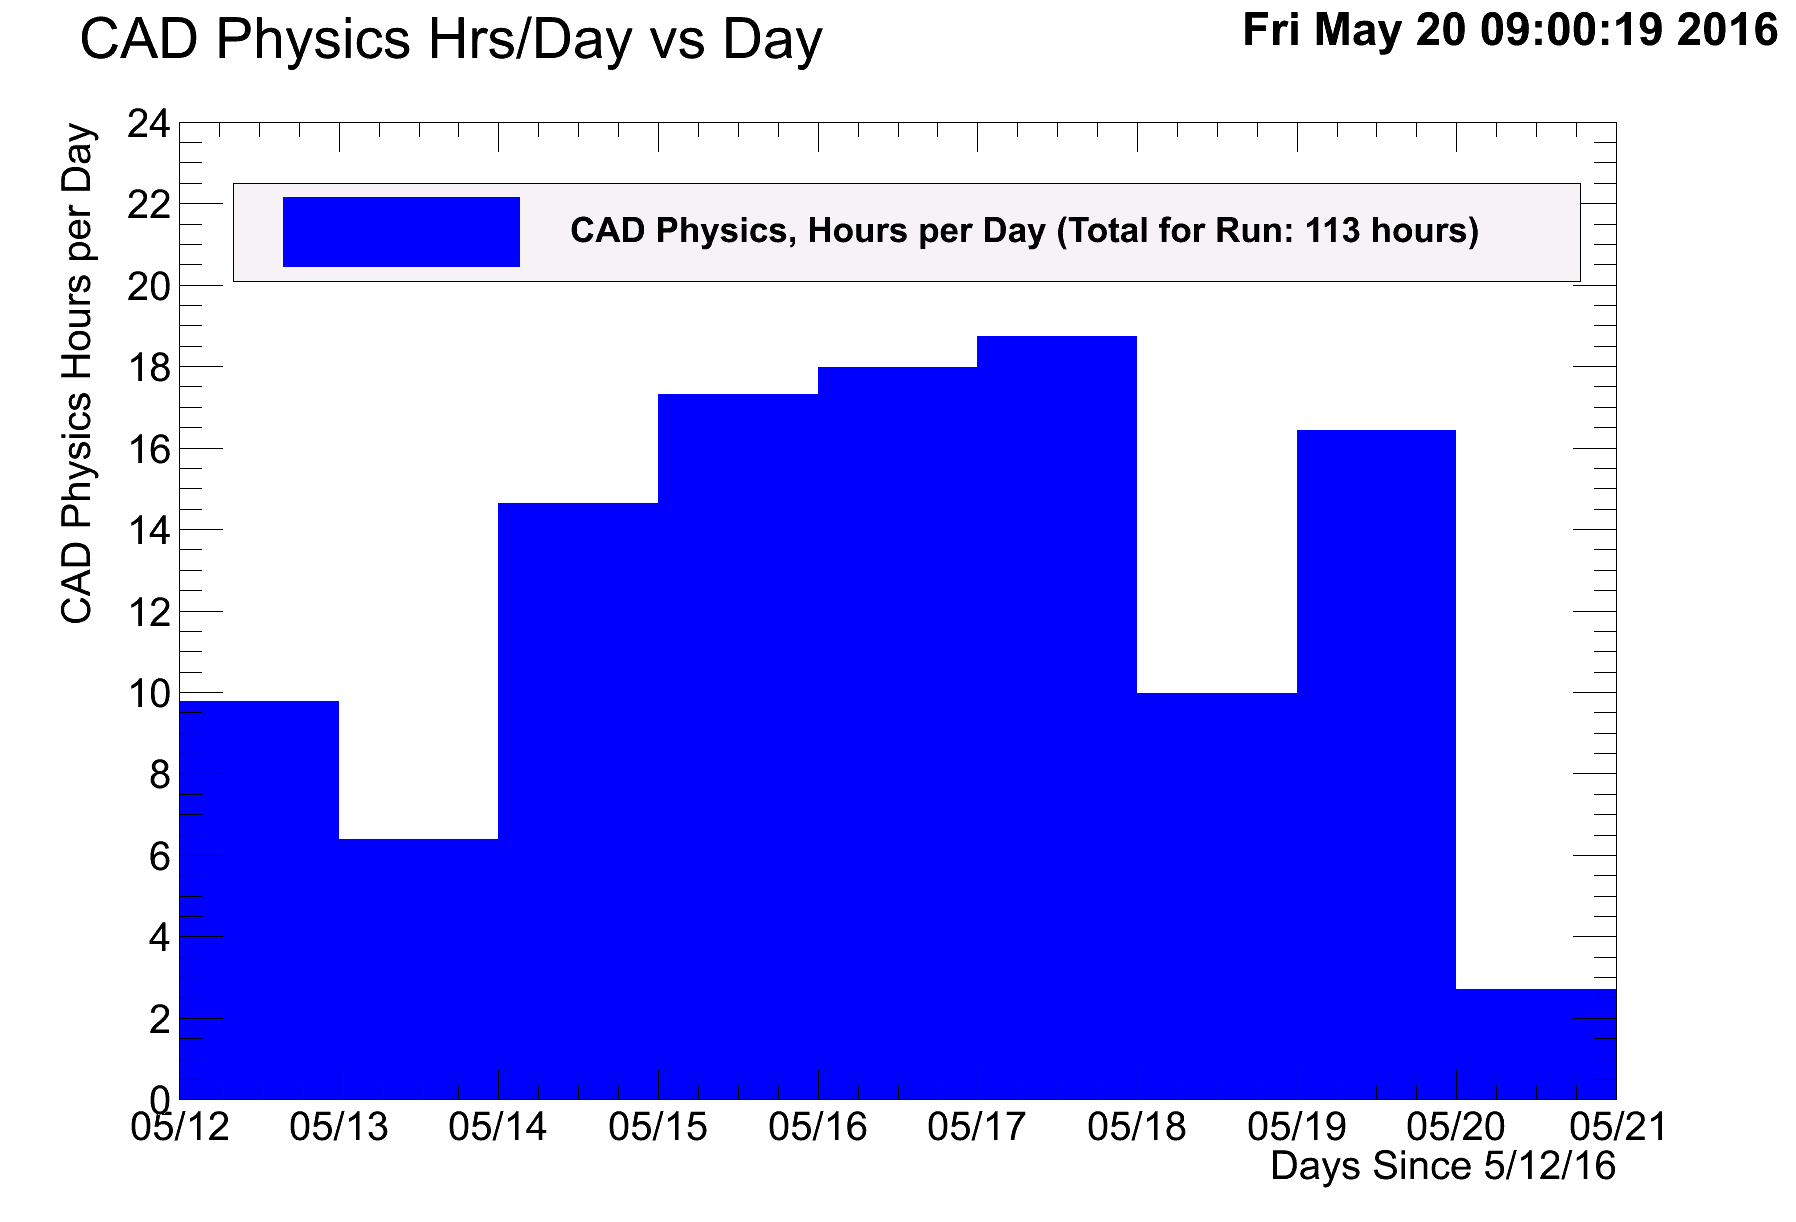 CAD Physics Hrs/Day vs Day
Fri May 20 09:00:19 2016
CAD Physics Hours per Day
24
22
20
18
16
14
12
10
8
6
4
2
0
CAD Physics, Hours per Day (Total for Run: 113 hours)
05/12 05/13 05/14 05/15 05/16 05/17 05/18 05/19 05/20 05/21
Days Since 5/12/16